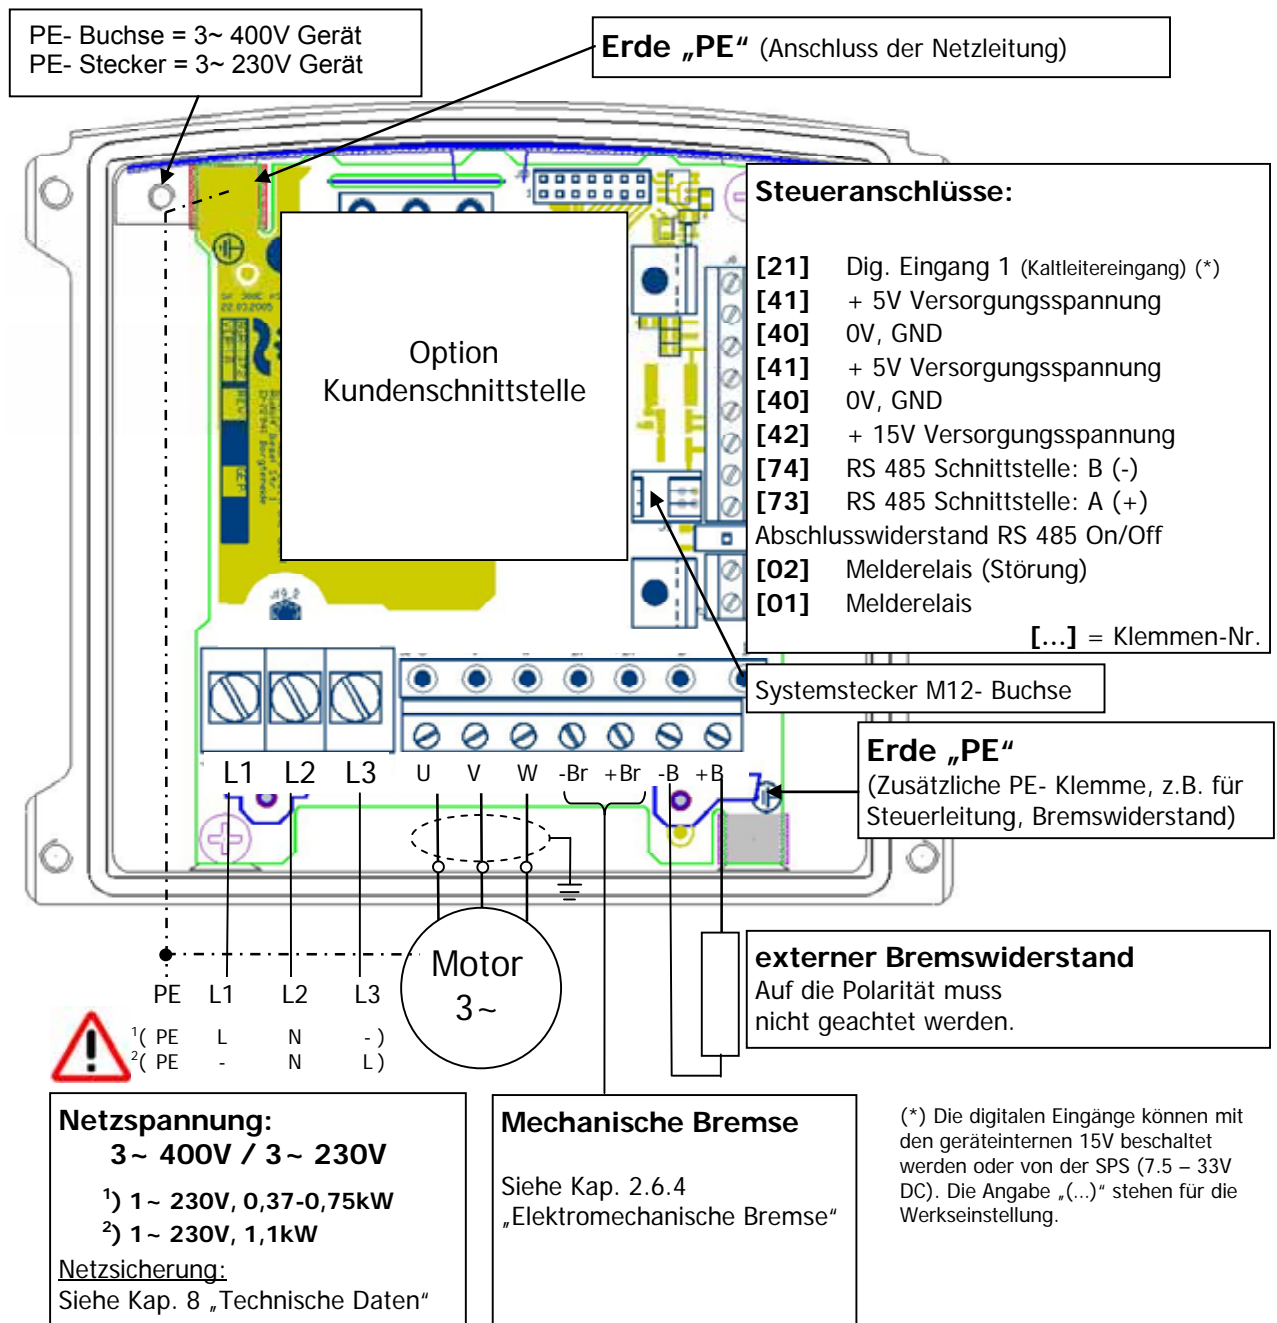 PE- Buchse = 3~ 400V Gerät
PE- Stecker = 3~ 230V Gerät
Erde „PE“ (Anschluss der Netzleitung)
Steueranschlüsse:
[21] Dig. Eingang 1 (Kaltleitereingang) (*)
[41] + 5V Versorgungsspannung
[40] 0V, GND
[41] + 5V Versorgungsspannung
[40] 0V, GND
[42] + 15V Versorgungsspannung
[74] RS 485 Schnittstelle: B (-)
[73] RS 485 Schnittstelle: A (+)
Abschlusswiderstand RS 485 On/Off
[02] Melderelais (Störung)
[01] Melderelais
[...] = Klemmen-Nr.
Option
Kundenschnittstelle
22.03.2005
Systemstecker M12- Buchse
Erde „PE“
(Zusätzliche PE- Klemme, z.B. für
Steuerleitung, Bremswiderstand)
L1 L2 L3 U V W -Br +Br -B +B
Motor
3~
PE L1 L2 L3
1( PE L N - )
2( PE - N L )
externer Bremswiderstand
Auf die Polarität muss
nicht geachtet werden.
Netzspannung:
3~ 400V / 3~ 230V
1) 1~ 230V, 0,37-0,75kW
2) 1~ 230V, 1,1kW
Netzsicherung:
Siehe Kap. 8 „Technische Daten“
Mechanische Bremse
Siehe Kap. 2.6.4
„Elektromechanische Bremse“
(*) Die digitalen Eingänge können mit
den geräteinternen 15V beschaltet
werden oder von der SPS (7.5 – 33V
DC). Die Angabe „(...)“ stehen für die
Werkseinstellung.